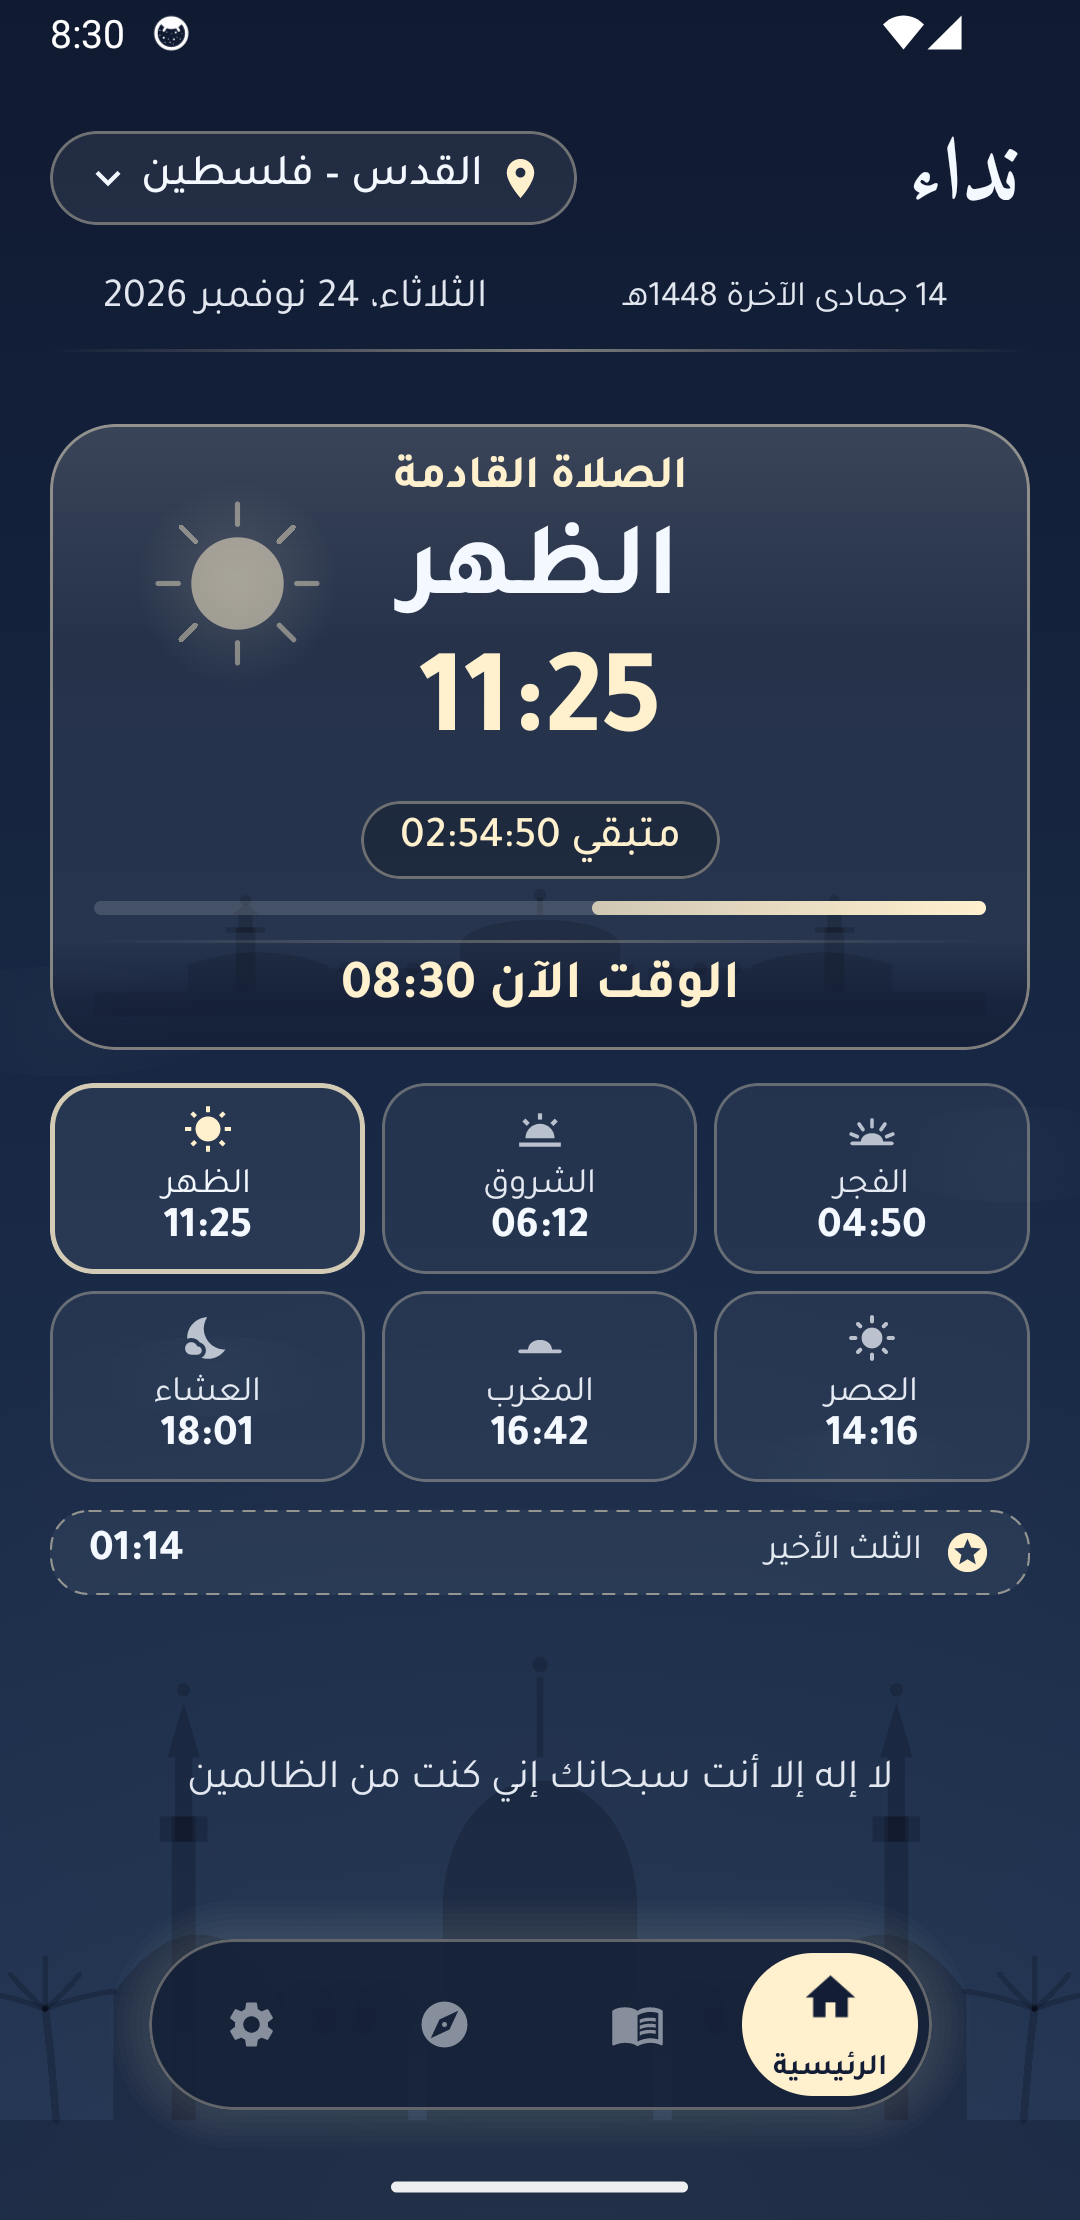 8:30
نداء
القدس - فلسطين
14 جمادى الآخرة 1448هـ
الثلاثاء، 24 نوفمبر 2026
الصلاة القادمة
الظهر
11:25
متبقي 02:54:50
الوقت الآن 08:30
الفجر
04:50
الشروق
06:12
الظهر
11:25
العصر
14:16
المغرب
16:42
العشاء
18:01
الثلث الأخير
01:14
لا إله إلا أنت سبحانك إني كنت من الظالمين
الرئيسية